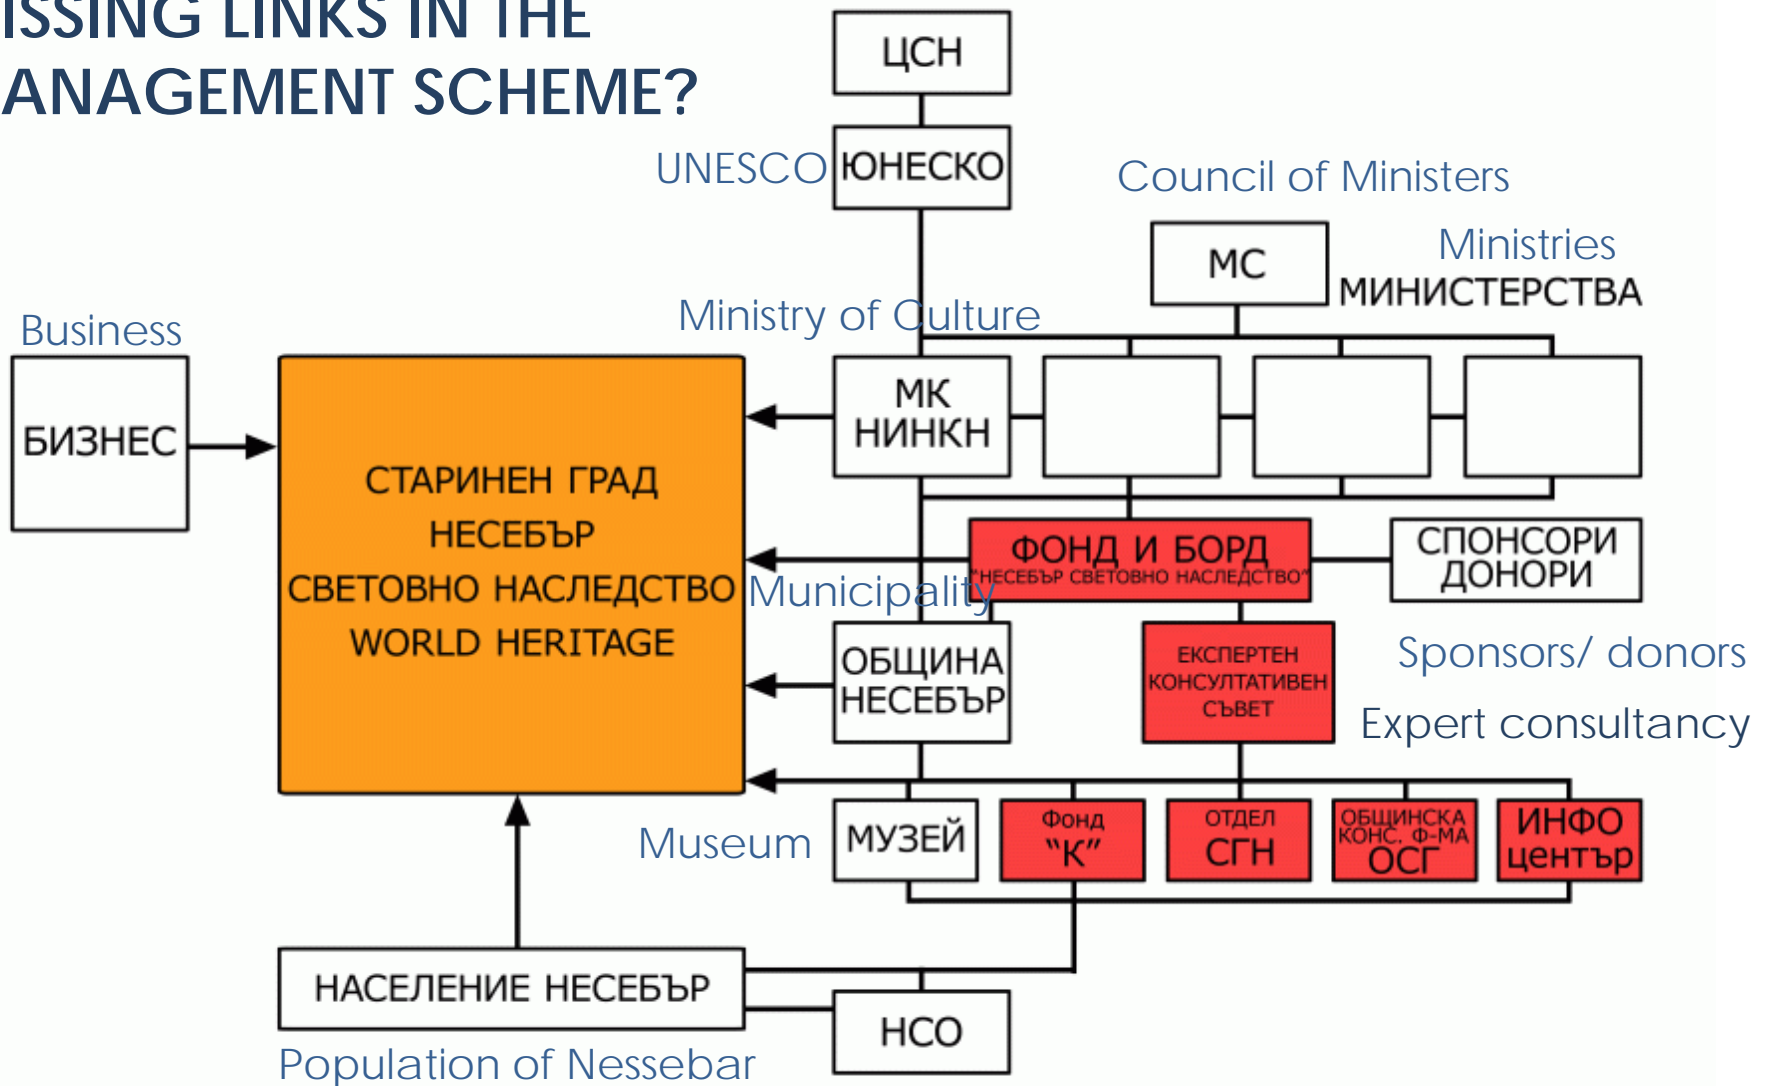 ISSING LINKS IN THE
ANAGEMENT SCHEME?
ЦСН
UNESCO
ЮНЕСКО
Council of Ministers
МС
Ministries
МИНИСТЕРСТВА
Ministry of Culture
Business
БИЗНЕС
МК
НИНКН
СТАРИНЕН ГРАД
НЕСЕБЪР
СВЕТОВНО НАСЛЕДСТВО
WORLD HERITAGE
ФОНД И БОРД
"НЕСЕБЪР СВЕТОВНО НАСЛЕДСТВО"
СПОНСОРИ
ДОНОРИ
Municipality
ОБЩИНА
НЕСЕБЪР
ЕКСПЕРТЕН
КОНСУЛТАТИВЕН
СЪВЕТ
Sponsors/ donors
Expert consultancy
Museum
МУЗЕЙ
Фонд
"К"
ОТДЕЛ
СГН
ОБЩИНСКА
КОНС. Ф-МА
ОСГ
ИНФО
център
НАСЕЛЕНИЕ НЕСЕБЪР
НСО
Population of Nessebar